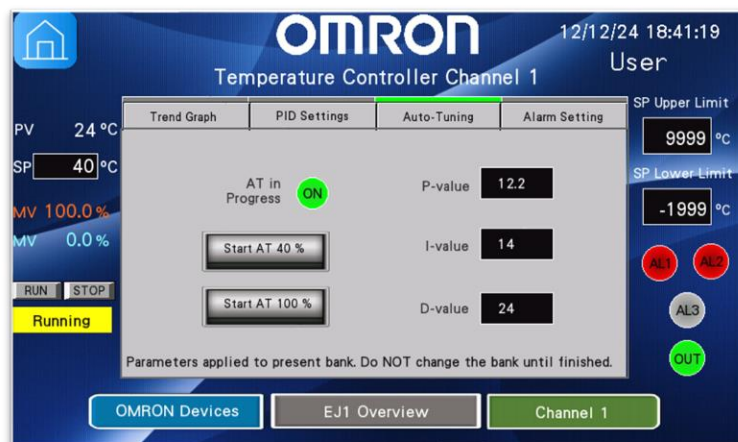 OMRON
12/12/24 18:41:19
User
Temperature Controller Channel 1
SP Upper Limit
9999 °C
SP Lower Limit
-1999 °C
PV 24 °C
SP 40 °C
MV 100.0 %
MV 0.0 %
RUN STOP
Running
Trend Graph PID Settings Auto-Tuning Alarm Setting
AT in
Progress ON
Start AT 40 %
Start AT 100 %
P-value 12.2
I-value 14
D-value 24
Parameters applied to present bank. Do NOT change the bank until finished.
AL1 AL2
AL3
OUT
OMRON Devices EJ1 Overview Channel 1